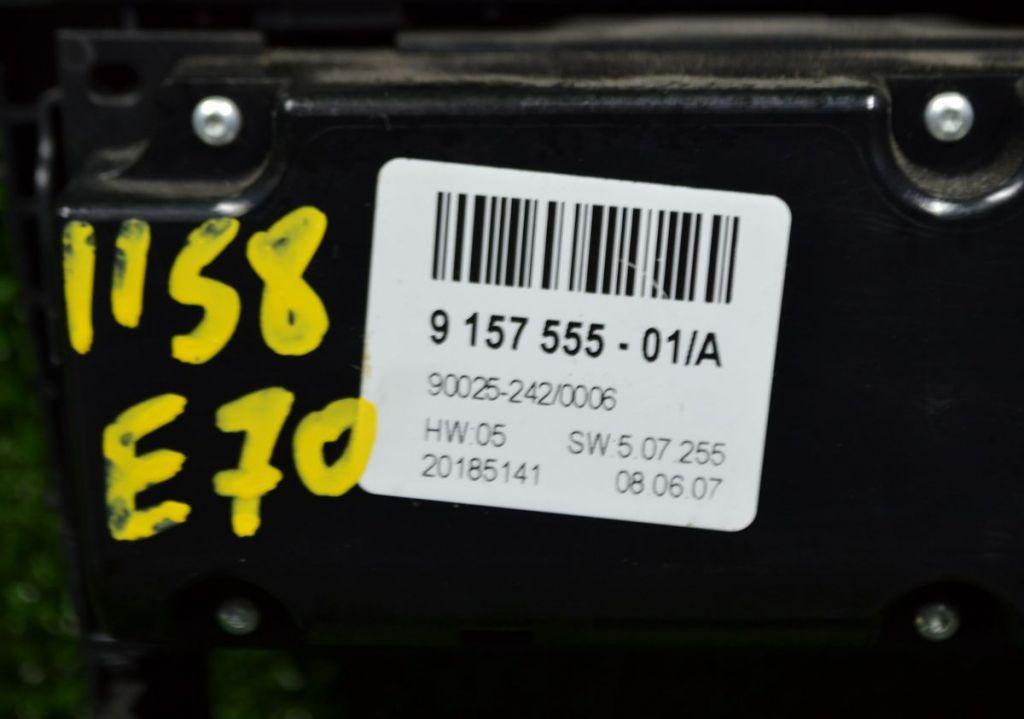 1158
E70
9 157 555 - 01/A
90025-242/0006
HW:05 SW:5.07.255
20185141 08.06.07